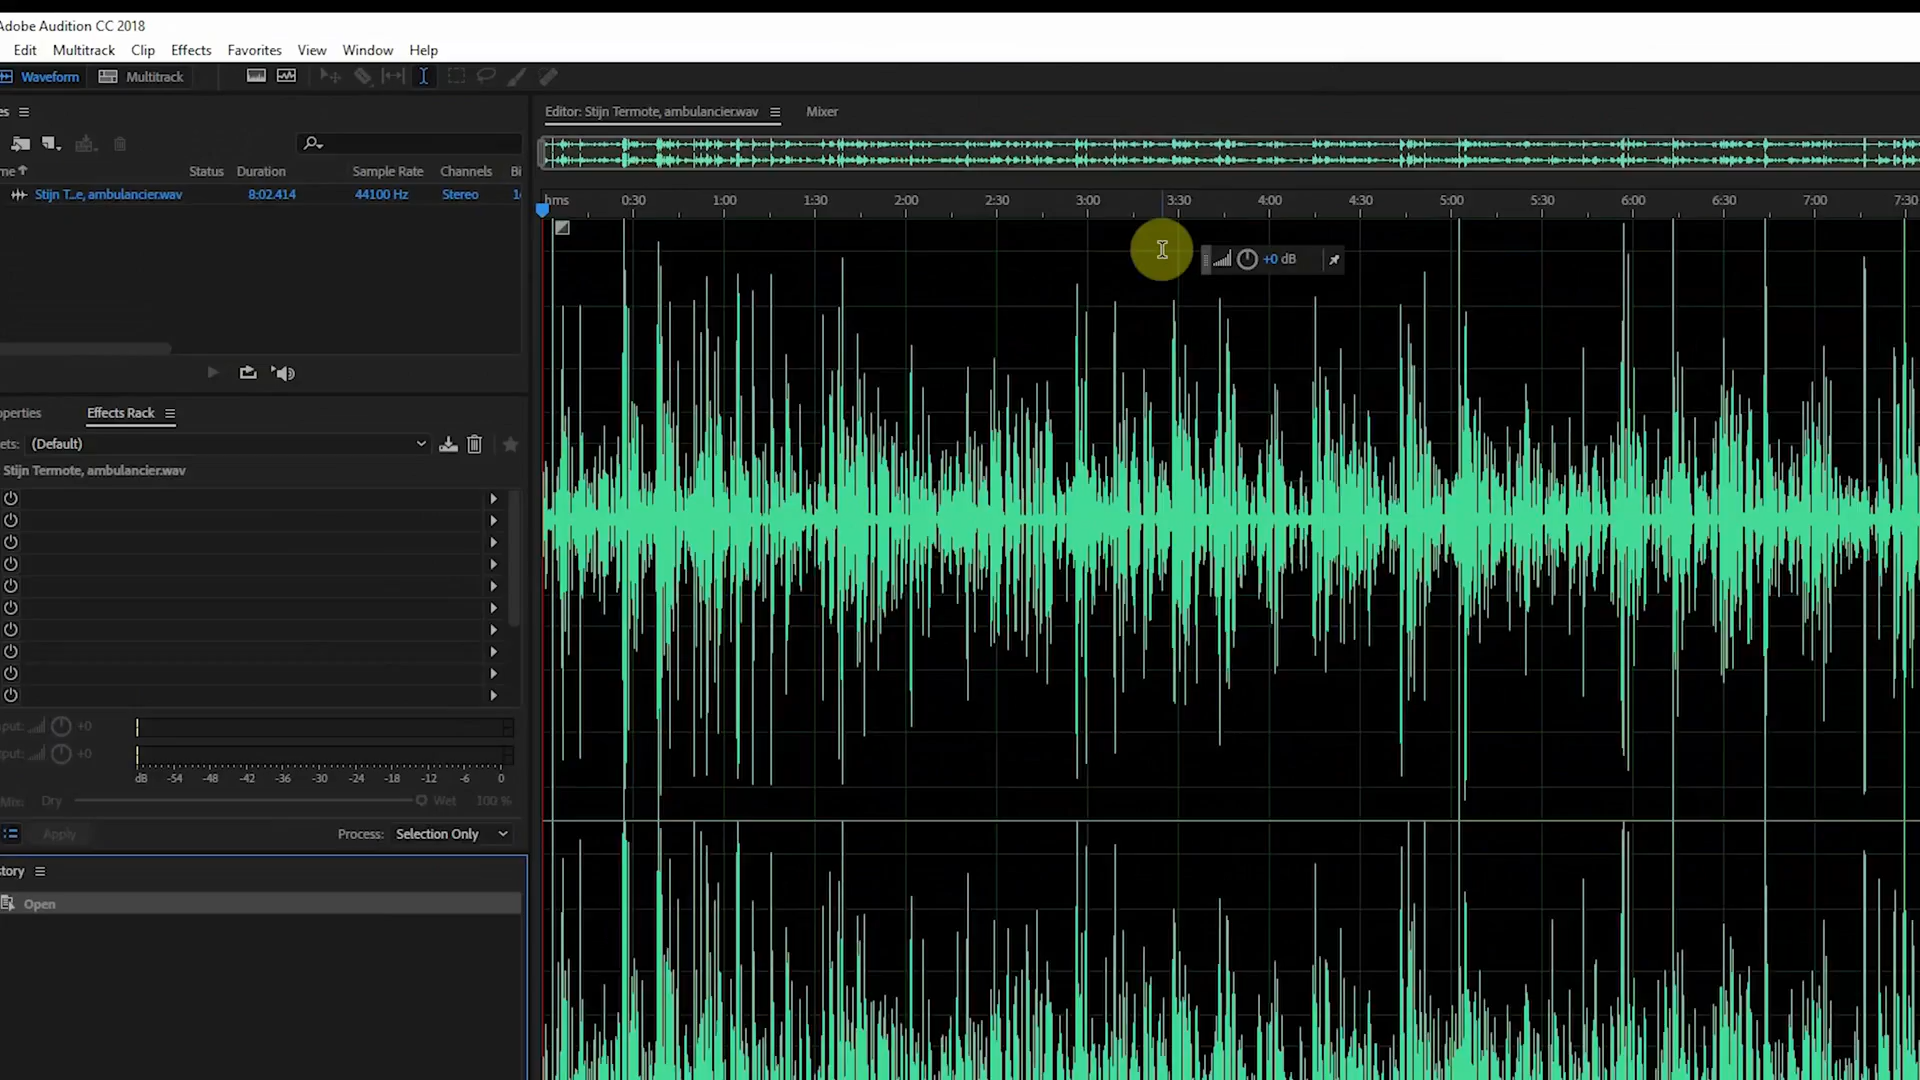 Adobe Audition CC 2018
Edit Multitrack Clip Effects Favorites View Window Help
Waveform Multitrack
es
Editor: Stijn Termote, ambulancier.wav Mixer
me Status Duration Sample Rate Channels Bi
Stijn T...e, ambulancier.wav 8:02.414 44100 Hz Stereo 1
hms 0:30 1:00 1:30 2:00 2:30 3:00 3:30 4:00 4:30 5:00 5:30 6:00 6:30 7:00 7:30
+0 dB
operties Effects Rack
ets: (Default)
Stijn Termote, ambulancier.wav
put: +0
put: +0
dB -54 -48 -42 -36 -30 -24 -18 -12 -6 0
Mix: Dry Wet 100 %
Apply Process: Selection Only
story
Open